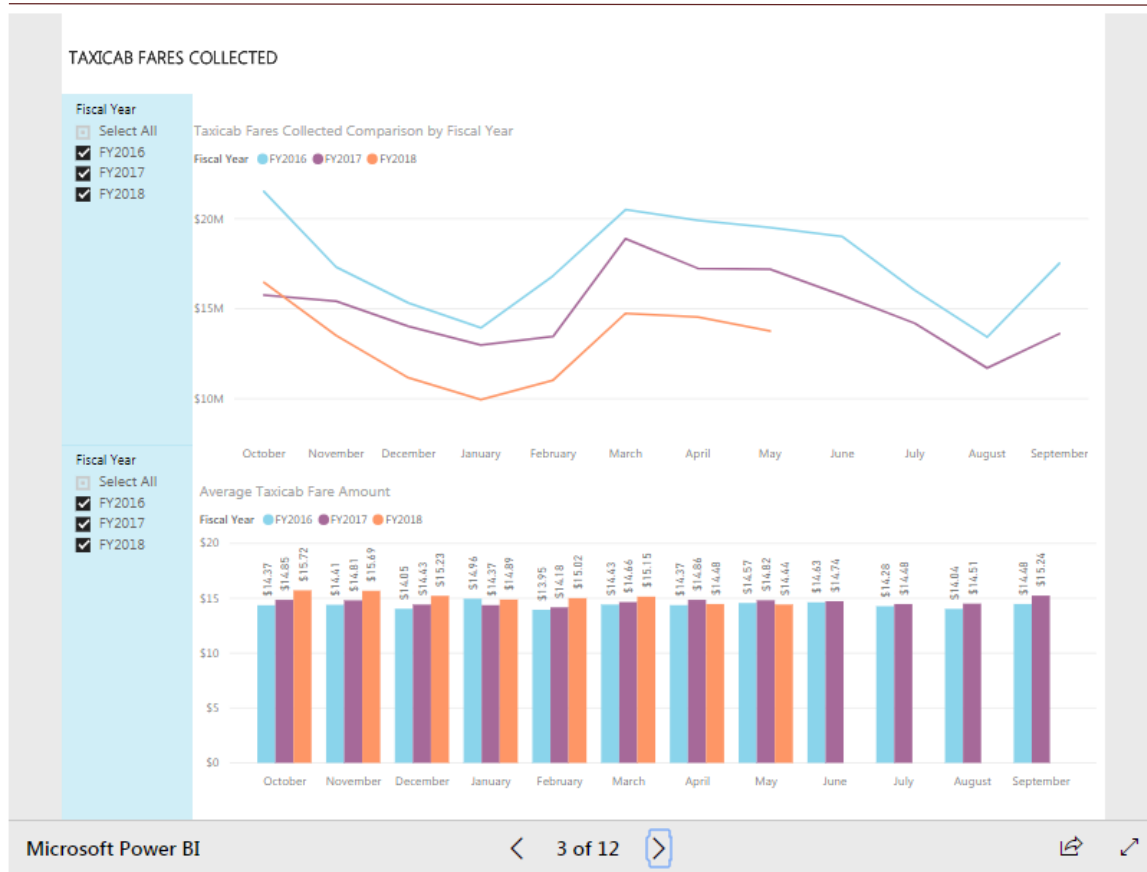 TAXICAB FARES COLLECTED
Fiscal Year
Select All
FY2016
FY2017
FY2018
Taxicab Fares Collected Comparison by Fiscal Year
Fiscal Year FY2016 FY2017 FY2018
$20M
$15M
$10M
October November December January February March April May June July August September
Fiscal Year
Select All
FY2016
FY2017
FY2018
Average Taxicab Fare Amount
Fiscal Year FY2016 FY2017 FY2018
$20
$15
$10
$5
$0
$14.37 $14.85 $15.72 $14.41 $14.81 $15.69 $14.05 $14.43 $15.23 $14.96 $14.37 $14.89 $13.95 $14.18 $15.02 $14.43 $14.66 $15.15 $14.37 $14.86 $14.48 $14.57 $14.82 $14.44 $14.63 $14.74 $14.28 $14.48 $14.04 $14.51 $14.48 $15.24
October November December January February March April May June July August September
Microsoft Power BI
3 of 12